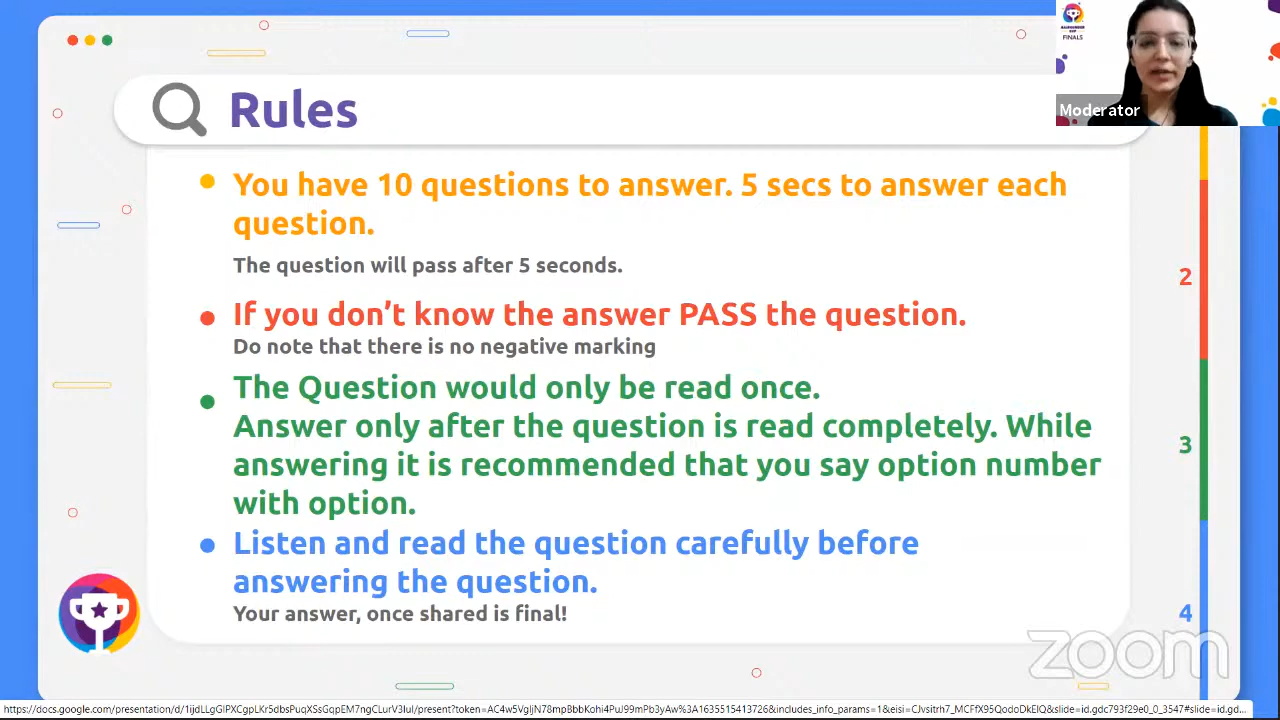 FINALS
Moderator
Rules
You have 10 questions to answer. 5 secs to answer each
question.
The question will pass after 5 seconds.
2
If you don't know the answer PASS the question.
Do note that there is no negative marking
The Question would only be read once.
Answer only after the question is read completely. While
answering it is recommended that you say option number
with option.
3
Listen and read the question carefully before
answering the question.
Your answer, once shared is final!
4
zoom